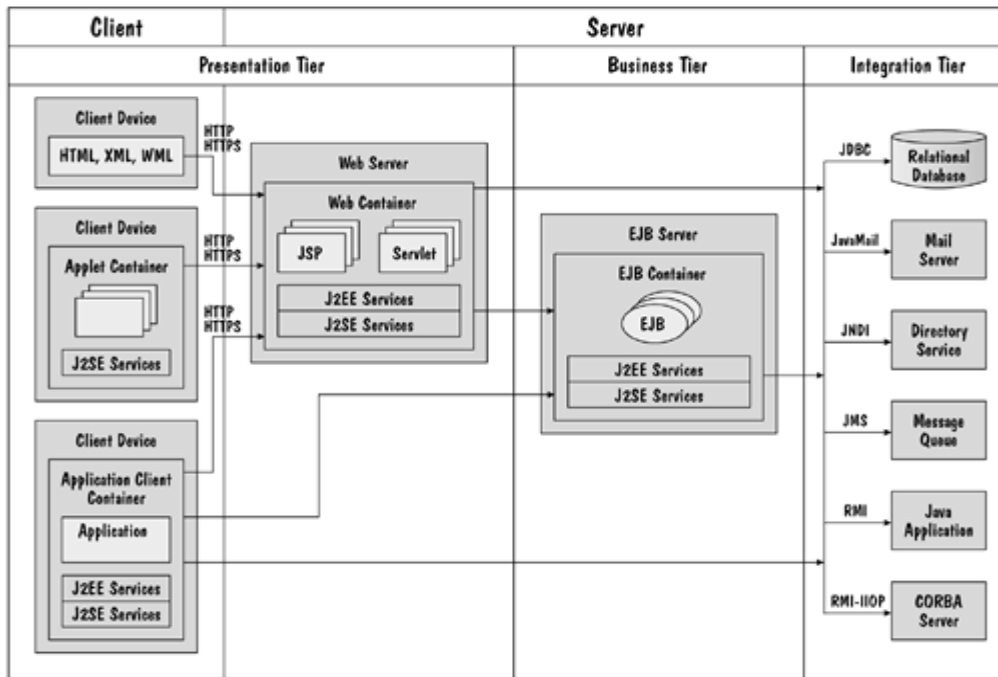 Client
Server
Presentation Tier
Business Tier
Integration Tier
Client Device
HTML, XML, WML
HTTP
HTTPS
Client Device
Applet Container
J2SE Services
HTTP
HTTPS
HTTP
HTTPS
Client Device
Application Client
Container
Application
J2EE Services
J2SE Services
Web Server
Web Container
JSP
Servlet
J2EE Services
J2SE Services
EJB Server
EJB Container
EJB
J2EE Services
J2SE Services
JDBC
Relational
Database
JavaMail
Mail
Server
JNDI
Directory
Service
JMS
Message
Queue
RMI
Java
Application
RMI-IIOP
CORBA
Server